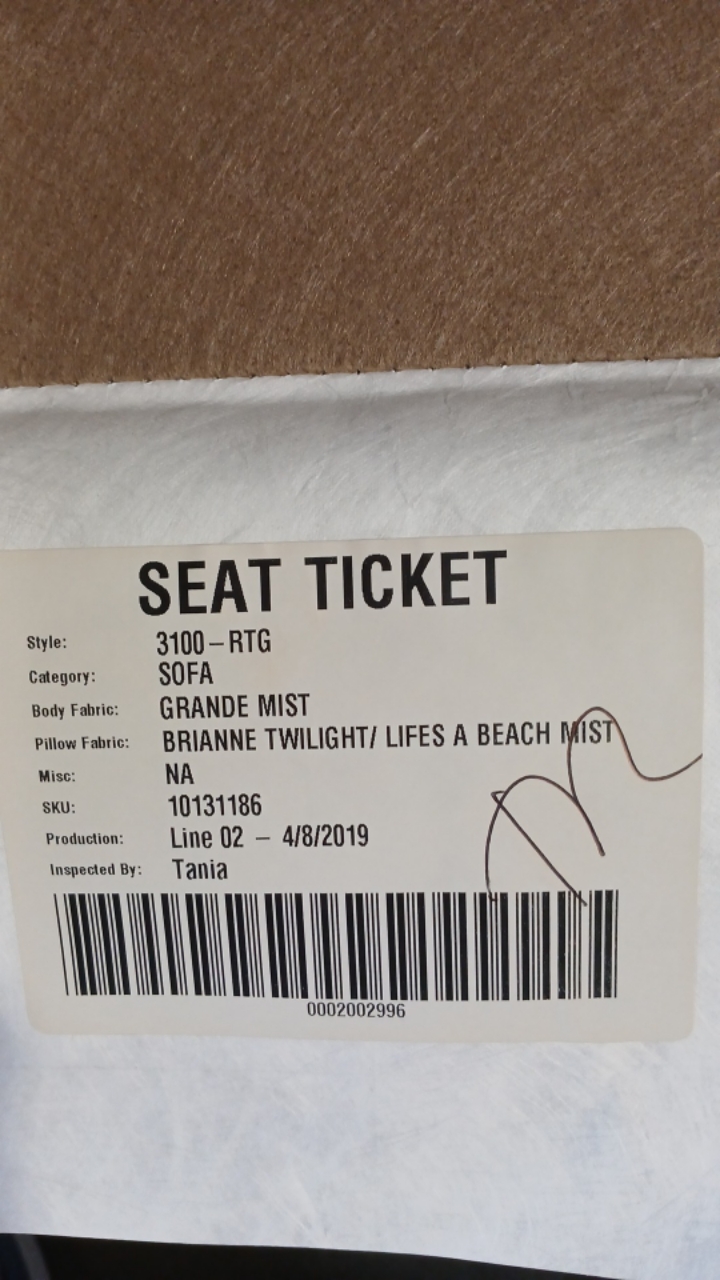 SEAT TICKET
Style: 3100-RTG
Category: SOFA
Body Fabric: GRANDE MIST
Pillow Fabric: BRIANNE TWILIGHT/ LIFES A BEACH MIST
Misc: NA
SKU: 10131186
Production: Line 02 - 4/8/2019
Inspected By: Tania
0002002996